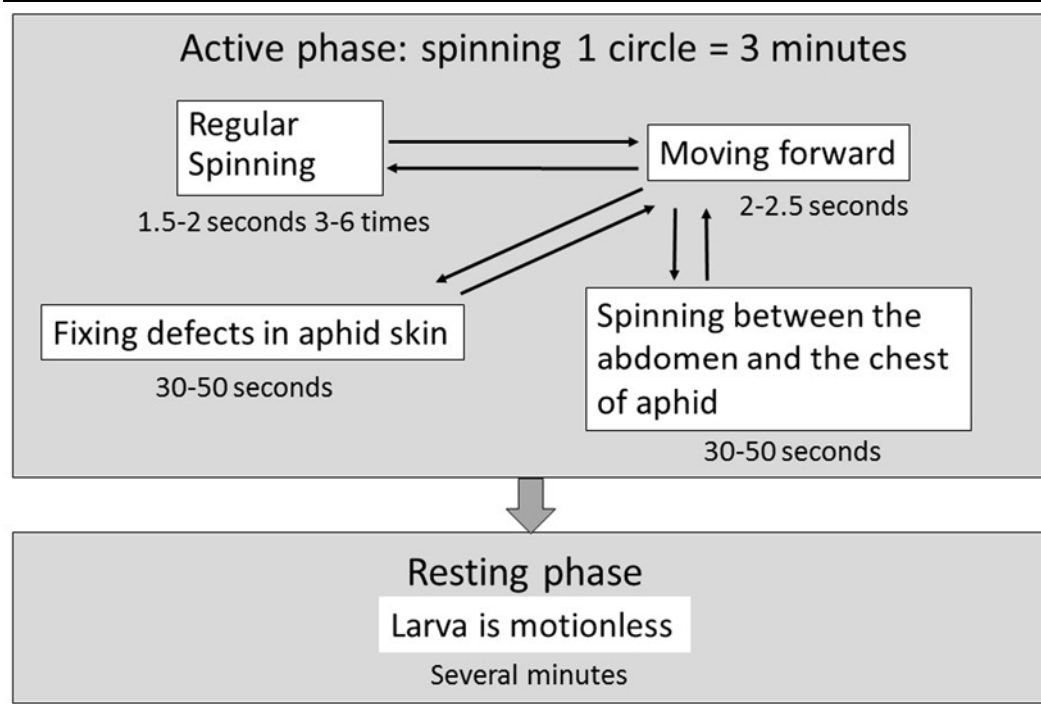 Active phase: spinning 1 circle = 3 minutes
Regular
Spinning
1.5-2 seconds 3-6 times
Moving forward
2-2.5 seconds
Fixing defects in aphid skin
30-50 seconds
Spinning between the
abdomen and the chest
of aphid
30-50 seconds
Resting phase
Larva is motionless
Several minutes